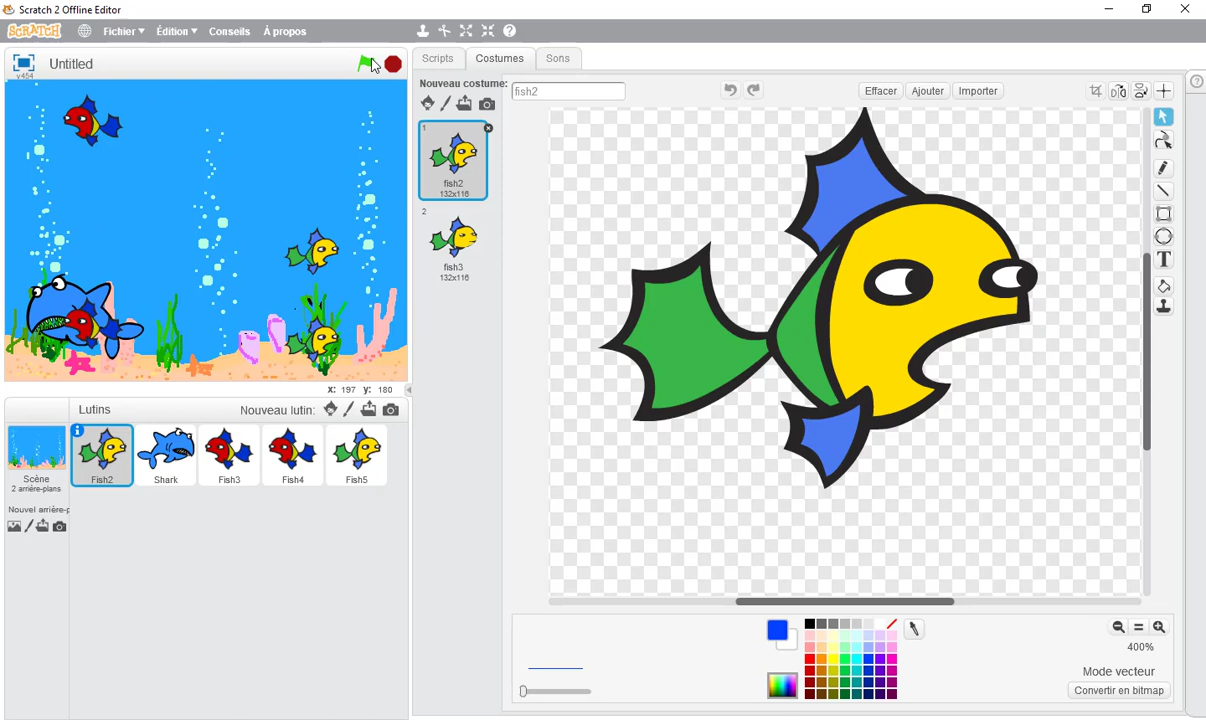 Scratch 2 Offline Editor
SCRATCH Fichier Édition Conseils À propos
Untitled
v454
Scripts Costumes Sons
Nouveau costume:
fish2
Effacer Ajouter Importer
1
fish2
132x116
2
fish3
132x116
x: 197 y: 180
Lutins Nouveau lutin:
Scène
2 arrière-plans
Nouvel arrière-p
Fish2 Shark Fish3 Fish4 Fish5
400%
Mode vecteur
Convertir en bitmap